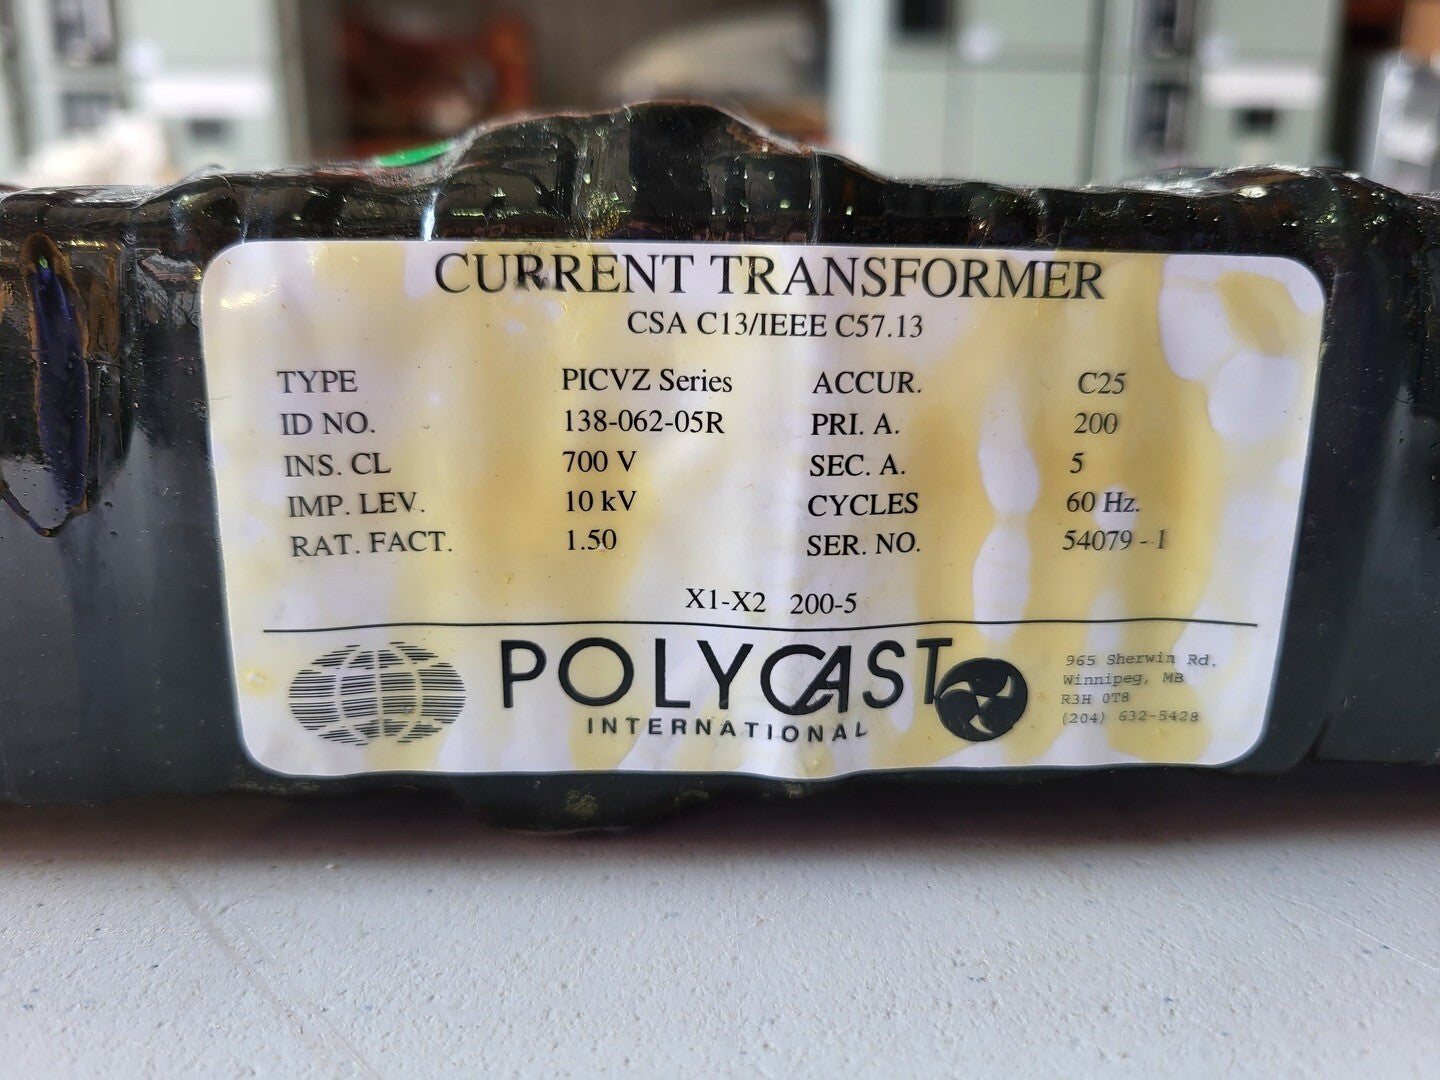 CURRENT TRANSFORMER
CSA C13/IEEE C57.13
TYPE PICVZ Series ACCUR. C25
ID NO. 138-062-05R PRI. A. 200
INS. CL 700 V SEC. A. 5
IMP. LEV. 10 kV CYCLES 60 Hz.
RAT. FACT. 1.50 SER. NO. 54079 - 1
X1-X2 200-5
POLYCAST
INTERNATIONAL
965 Sherwin Rd.
Winnipeg, MB
R3H 0T8
(204) 632-5428